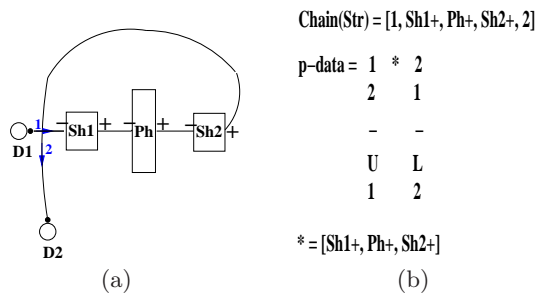 1
− Sh1 + − Ph + − Sh2 +
D1
2
D2
(a)
Chain(Str) = [1, Sh1+, Ph+, Sh2+, 2]
p−data = 1 * 2
2 1
− −
U L
1 2
* = [Sh1+, Ph+, Sh2+]
(b)